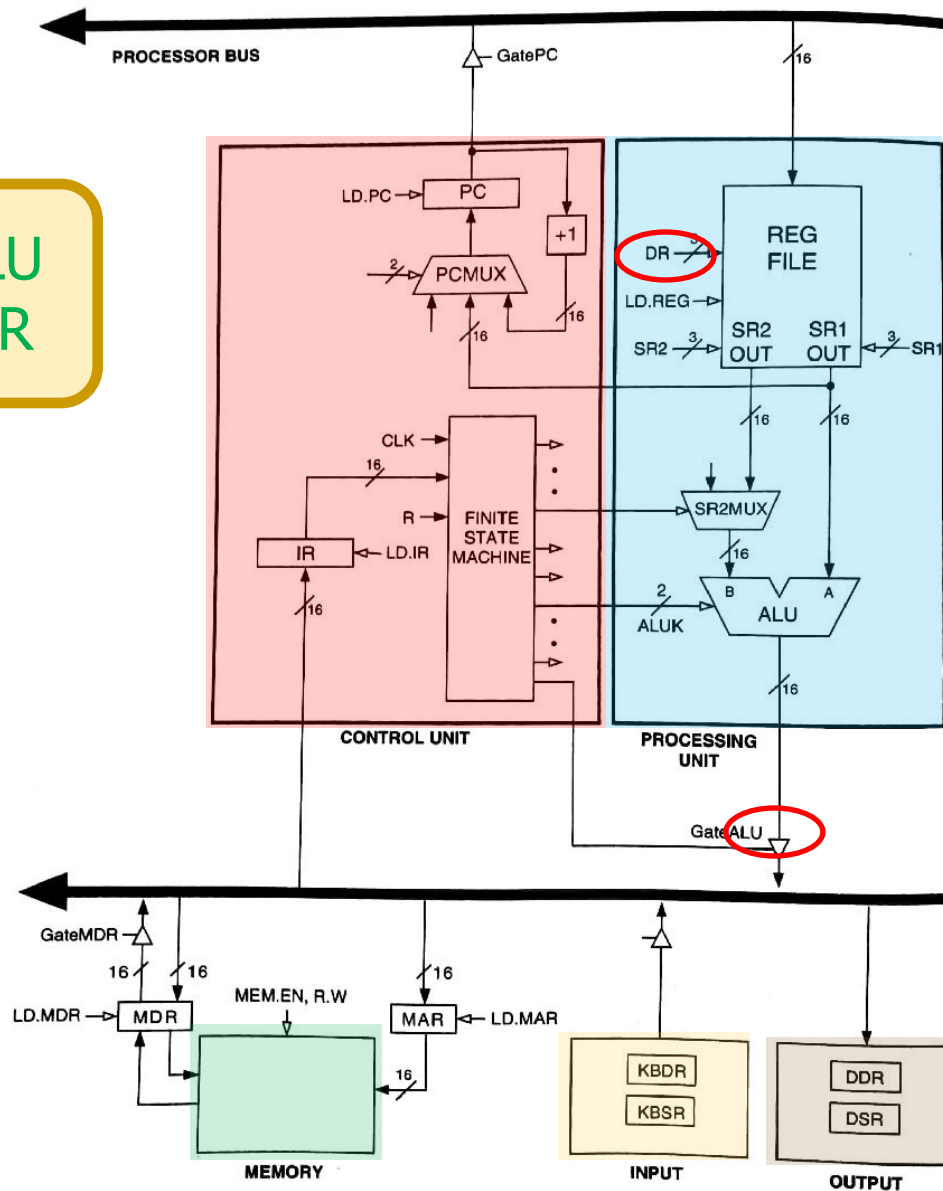 PROCESSOR BUS
GatePC
16
LU
R
LD.PC
PC
+1
2
PCMUX
16
16
REG
FILE
DR
3
LD.REG
SR2
OUT
SR1
OUT
SR2
3
3
SR1
16
16
CLK
16
R
FINITE
STATE
MACHINE
IR
LD.IR
16
SR2MUX
16
B
A
ALU
2
ALUK
16
CONTROL UNIT
PROCESSING
UNIT
GateALU
GateMDR
16
16
16
LD.MDR
MDR
MEM.EN, R.W
MAR
LD.MAR
16
KBDR
KBSR
DDR
DSR
MEMORY
INPUT
OUTPUT